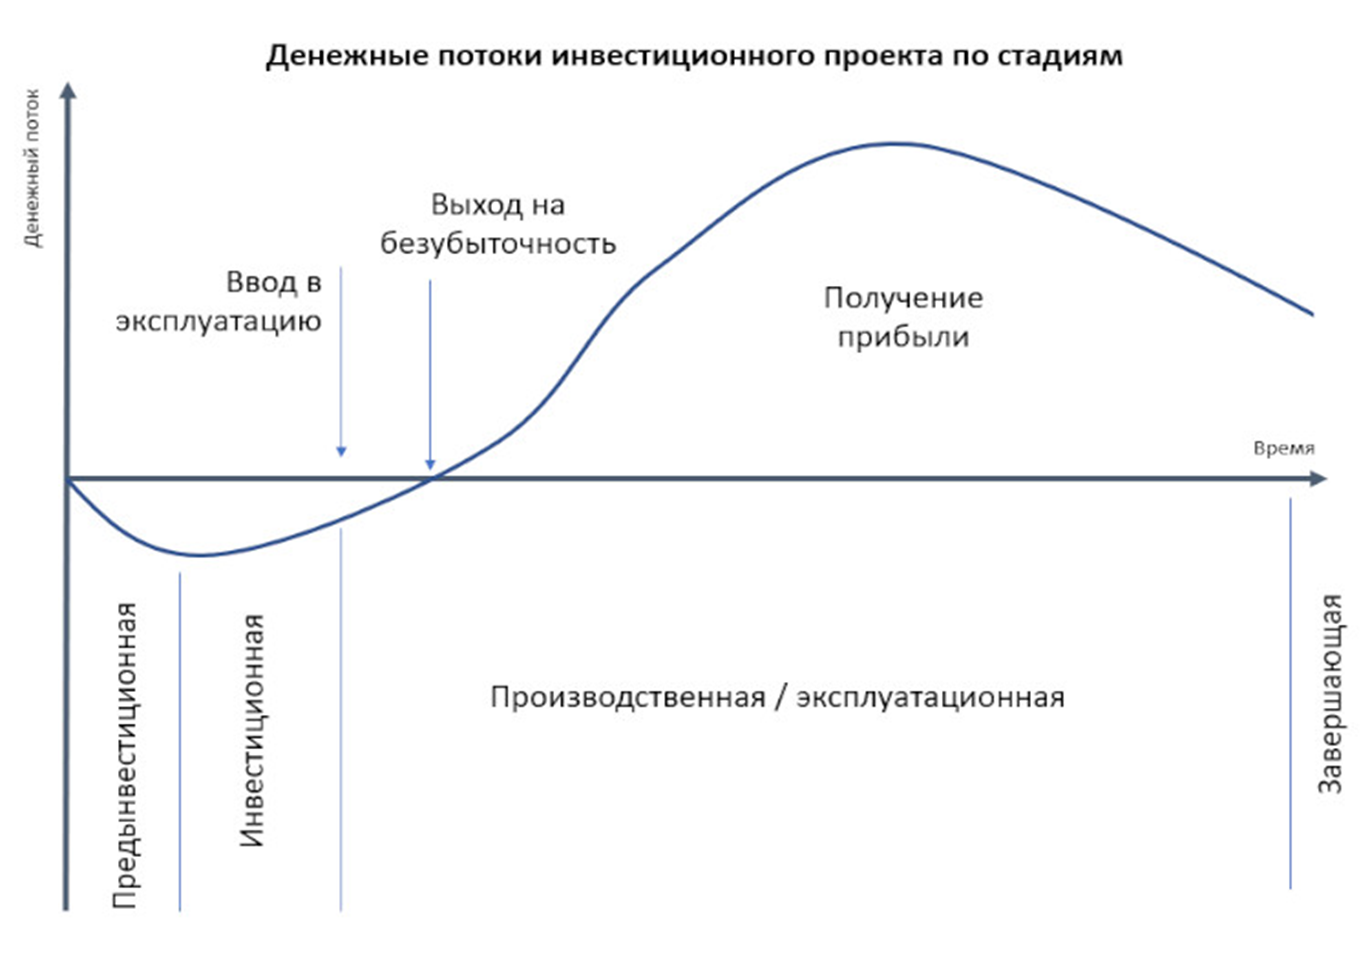 Денежные потоки инвестиционного проекта по стадиям
Денежный поток
Выход на
безубыточность
Ввод в
эксплуатацию
Получение
прибыли
Время
Предынвестиционная
Инвестиционная
Производственная / эксплуатационная
Завершающая